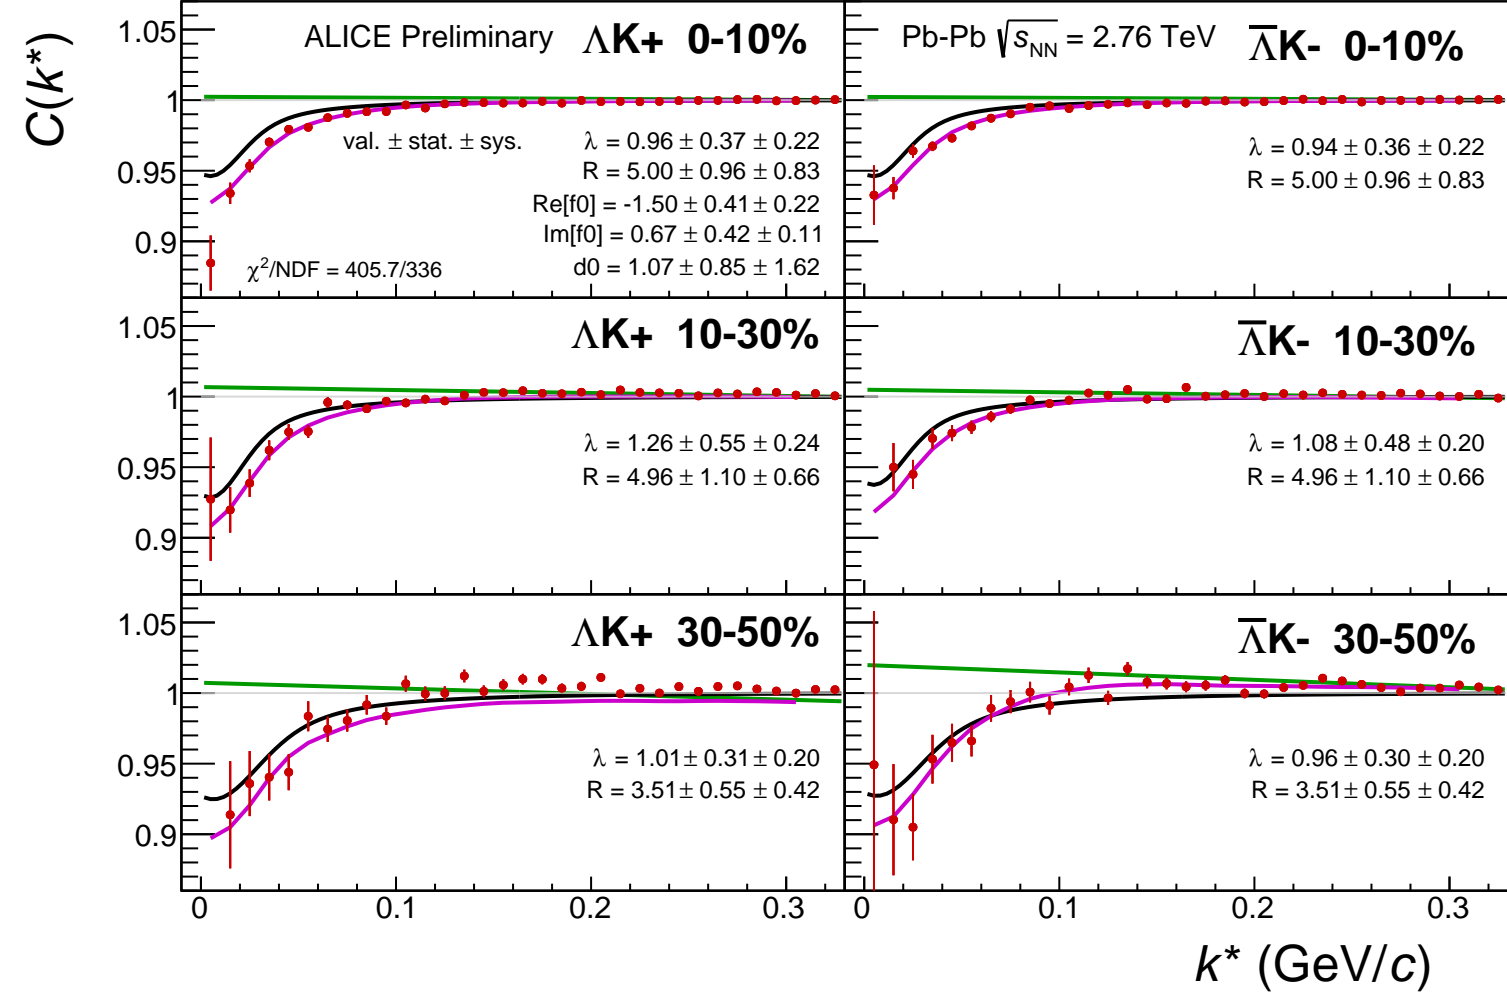 C(k*)
ALICE Preliminary
ΛK+ 0-10%
1.05
1
0.95
0.9
val. ± stat. ± sys.
λ = 0.96 ± 0.37 ± 0.22
R = 5.00 ± 0.96 ± 0.83
Re[f0] = -1.50 ± 0.41 ± 0.22
Im[f0] = 0.67 ± 0.42 ± 0.11
d0 = 1.07 ± 0.85 ± 1.62
χ²/NDF = 405.7/336
Pb-Pb √sNN = 2.76 TeV
Λ̅K- 0-10%
λ = 0.94 ± 0.36 ± 0.22
R = 5.00 ± 0.96 ± 0.83
ΛK+ 10-30%
1.05
1
0.95
0.9
λ = 1.26 ± 0.55 ± 0.24
R = 4.96 ± 1.10 ± 0.66
Λ̅K- 10-30%
λ = 1.08 ± 0.48 ± 0.20
R = 4.96 ± 1.10 ± 0.66
ΛK+ 30-50%
1.05
1
0.95
0.9
λ = 1.01 ± 0.31 ± 0.20
R = 3.51 ± 0.55 ± 0.42
Λ̅K- 30-50%
λ = 0.96 ± 0.30 ± 0.20
R = 3.51 ± 0.55 ± 0.42
0 0.1 0.2 0.3
0 0.1 0.2 0.3
k* (GeV/c)